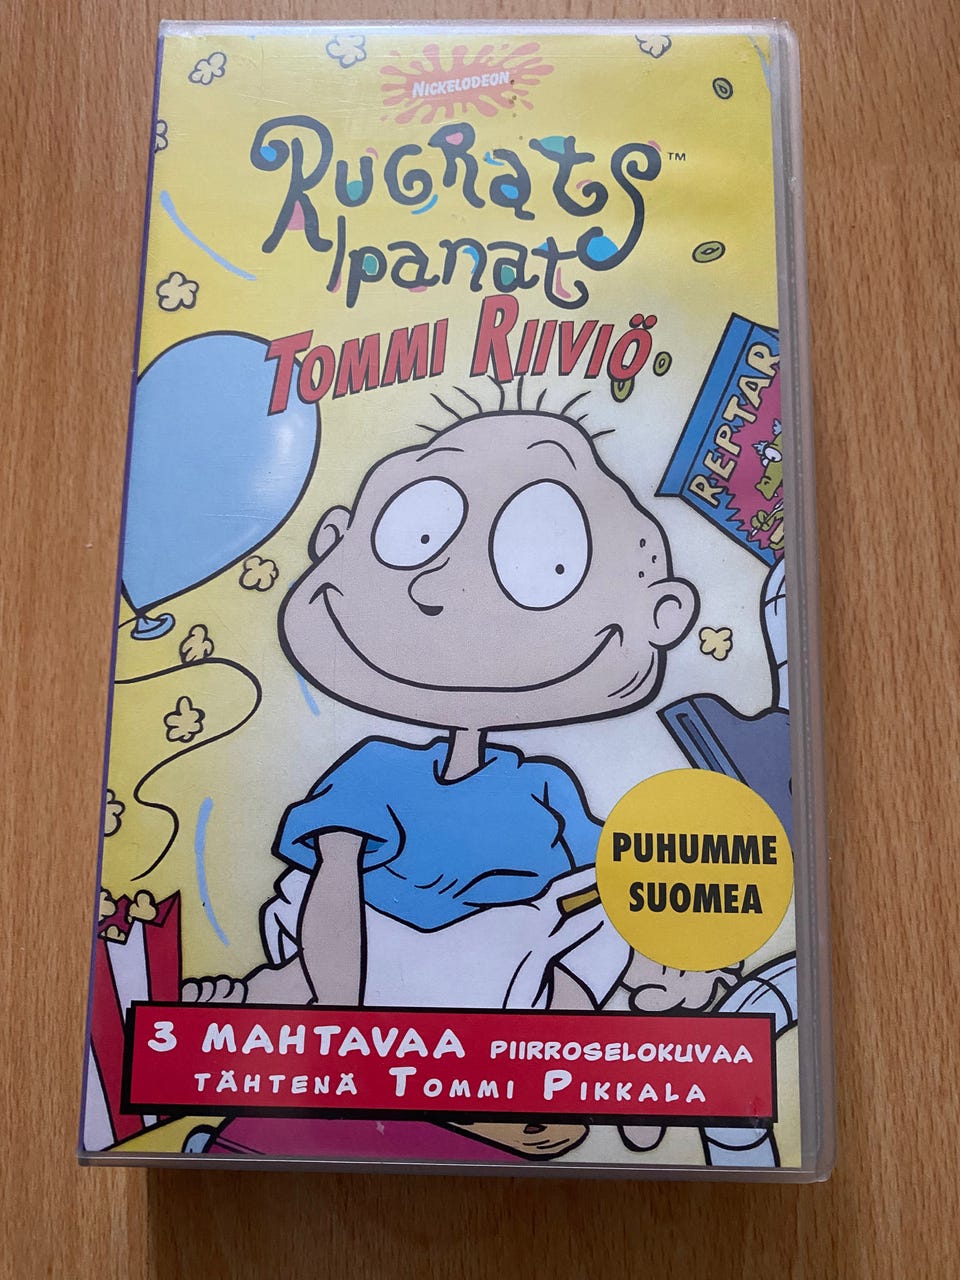 NICKELODEON
RUGRATS™
IPANAT
TOMMI RIIVIÖ
REPTAR
PUHUMME
SUOMEA
3 MAHTAVAA PIIRROSELOKUVAA
TÄHTENÄ TOMMI PIKKALA